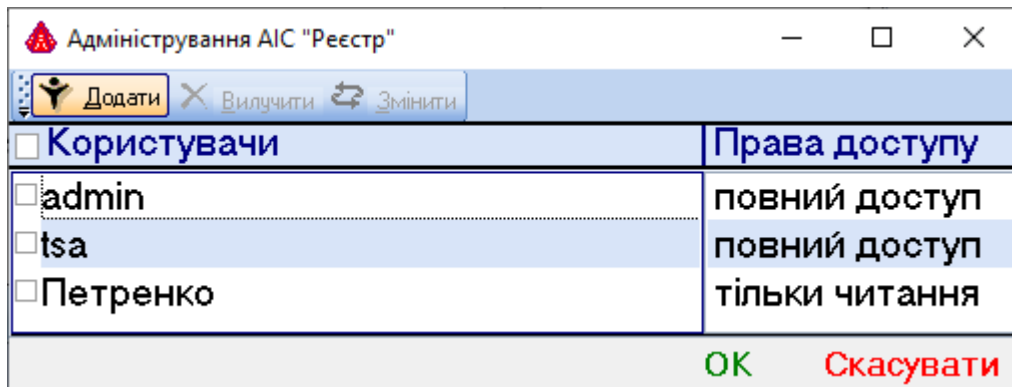 Адміністрування АІС "Реєстр"
Додати Вилучити Змінити
Користувачи Права доступу
admin повний доступ
tsa повний доступ
Петренко тільки читання
OK Скасувати